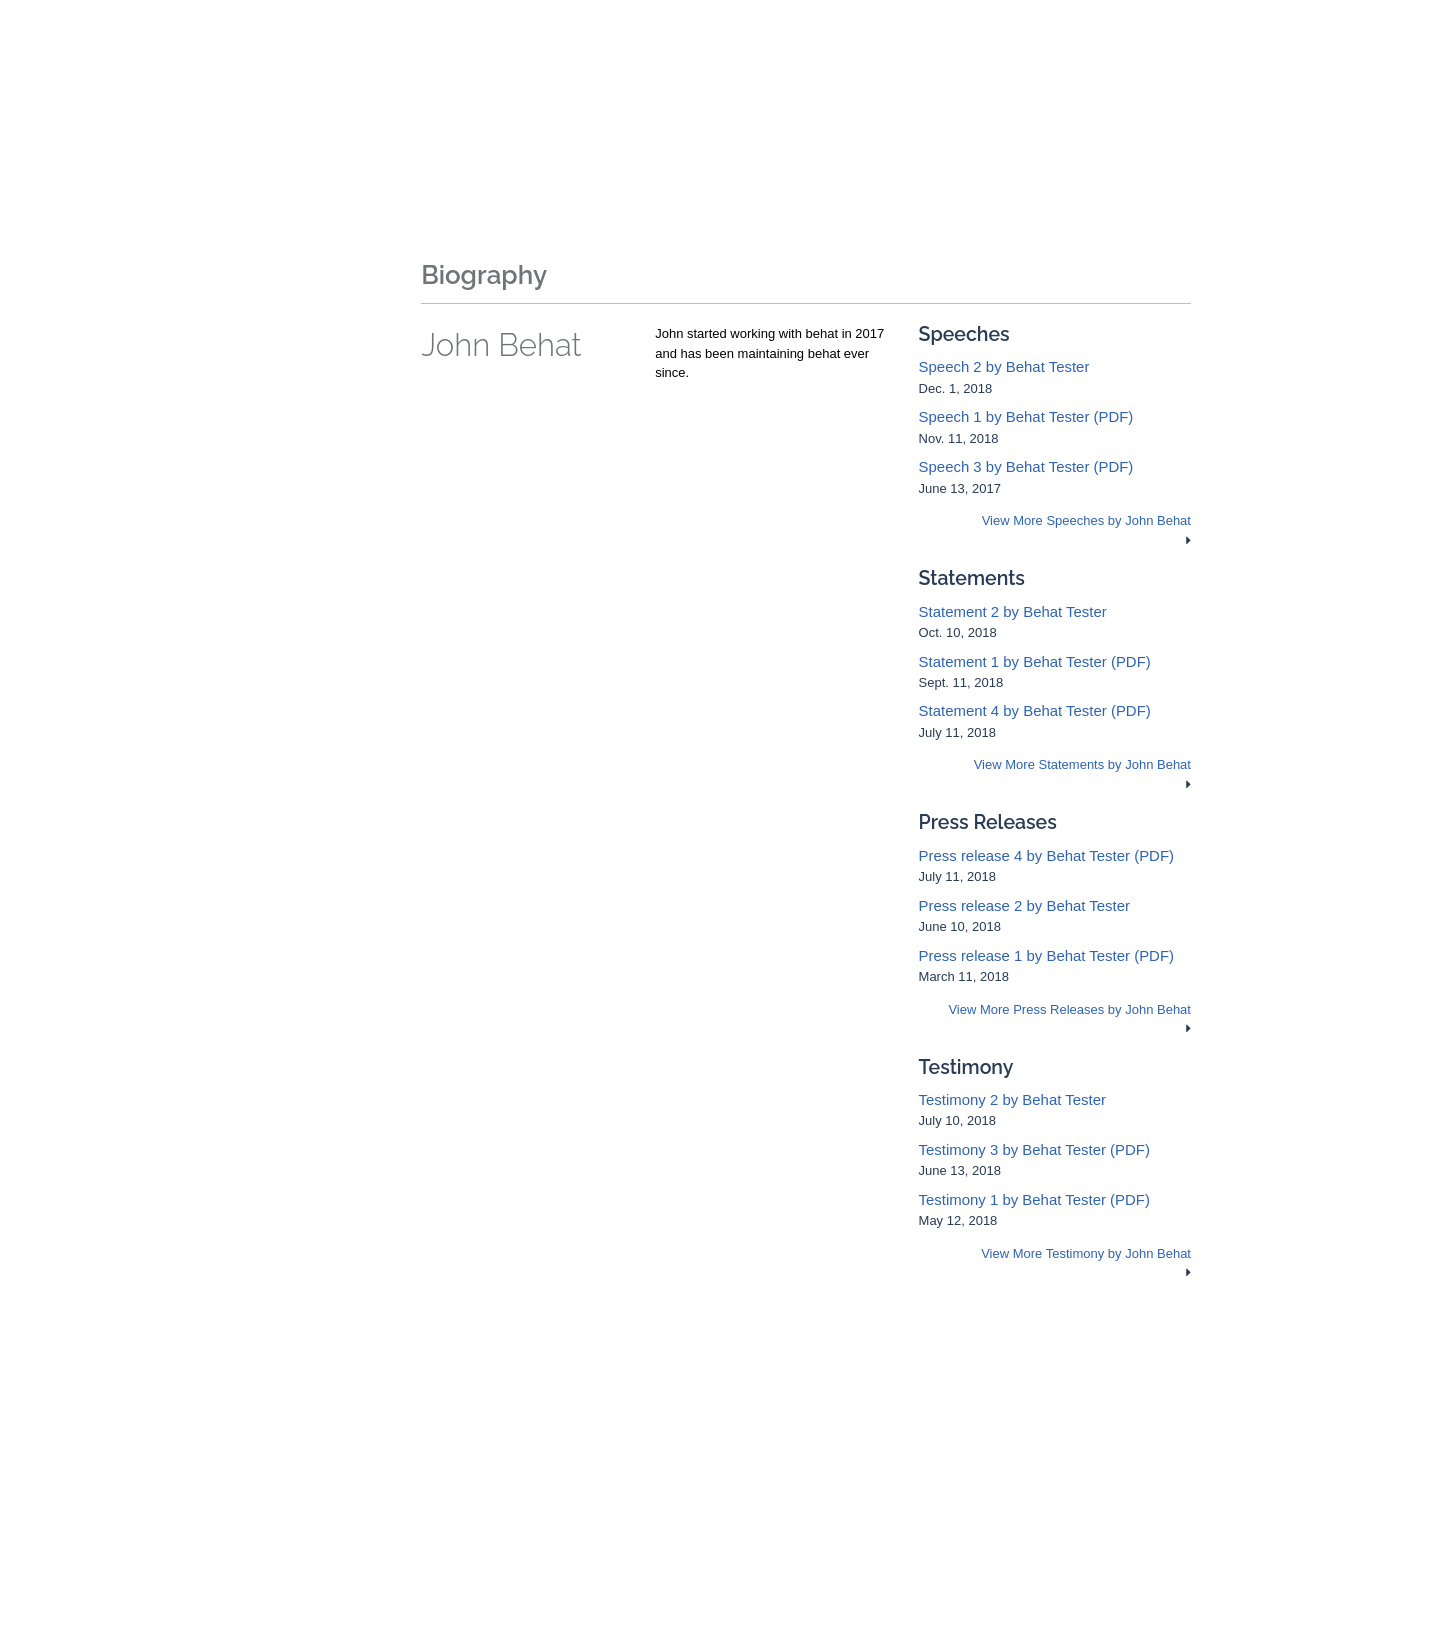 Biography
John Behat
John started working with behat in 2017
and has been maintaining behat ever
since.
Speeches
Speech 2 by Behat Tester
Dec. 1, 2018
Speech 1 by Behat Tester (PDF)
Nov. 11, 2018
Speech 3 by Behat Tester (PDF)
June 13, 2017
View More Speeches by John Behat
Statements
Statement 2 by Behat Tester
Oct. 10, 2018
Statement 1 by Behat Tester (PDF)
Sept. 11, 2018
Statement 4 by Behat Tester (PDF)
July 11, 2018
View More Statements by John Behat
Press Releases
Press release 4 by Behat Tester (PDF)
July 11, 2018
Press release 2 by Behat Tester
June 10, 2018
Press release 1 by Behat Tester (PDF)
March 11, 2018
View More Press Releases by John Behat
Testimony
Testimony 2 by Behat Tester
July 10, 2018
Testimony 3 by Behat Tester (PDF)
June 13, 2018
Testimony 1 by Behat Tester (PDF)
May 12, 2018
View More Testimony by John Behat